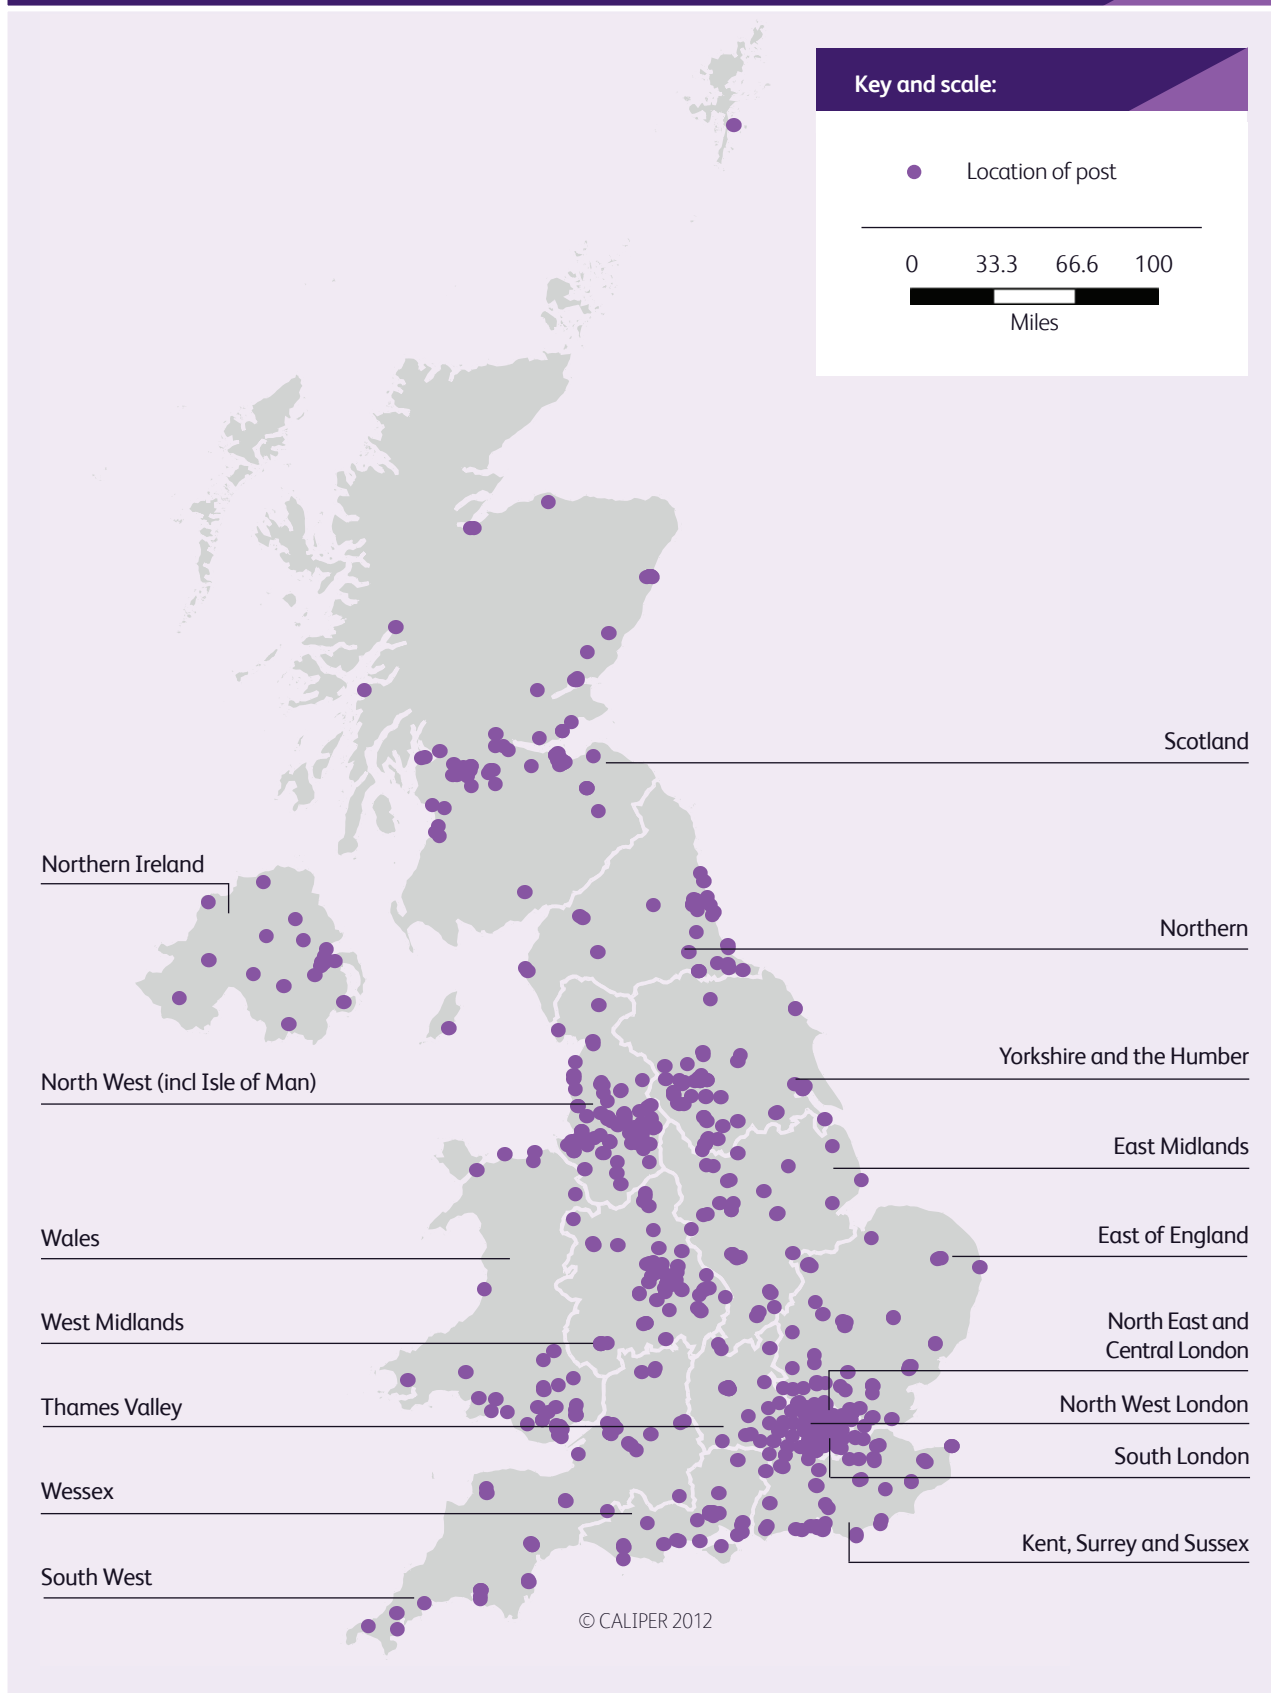 Key and scale:
Location of post
0 33.3 66.6 100
Miles
Scotland
Northern Ireland
Northern
Yorkshire and the Humber
North West (incl Isle of Man)
East Midlands
Wales
East of England
West Midlands
North East and
Central London
Thames Valley
North West London
South London
Wessex
Kent, Surrey and Sussex
South West
© CALIPER 2012